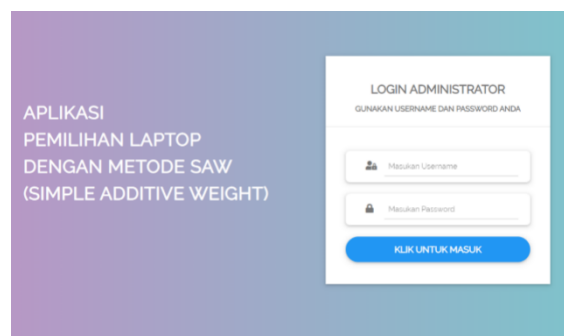 APLIKASI
PEMILIHAN LAPTOP
DENGAN METODE SAW
(SIMPLE ADDITIVE WEIGHT)
LOGIN ADMINISTRATOR
GUNAKAN USERNAME DAN PASSWORD ANDA
Masukan Username
Masukan Password
KLIK UNTUK MASUK